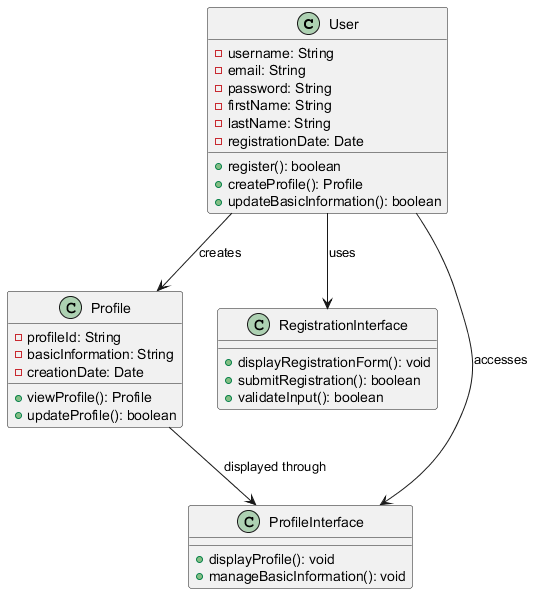 C User
username: String
email: String
password: String
firstName: String
lastName: String
registrationDate: Date
register(): boolean
createProfile(): Profile
updateBasicInformation(): boolean
creates
uses
accesses
C Profile
profileId: String
basicInformation: String
creationDate: Date
viewProfile(): Profile
updateProfile(): boolean
C RegistrationInterface
displayRegistrationForm(): void
submitRegistration(): boolean
validateInput(): boolean
displayed through
C ProfileInterface
displayProfile(): void
manageBasicInformation(): void